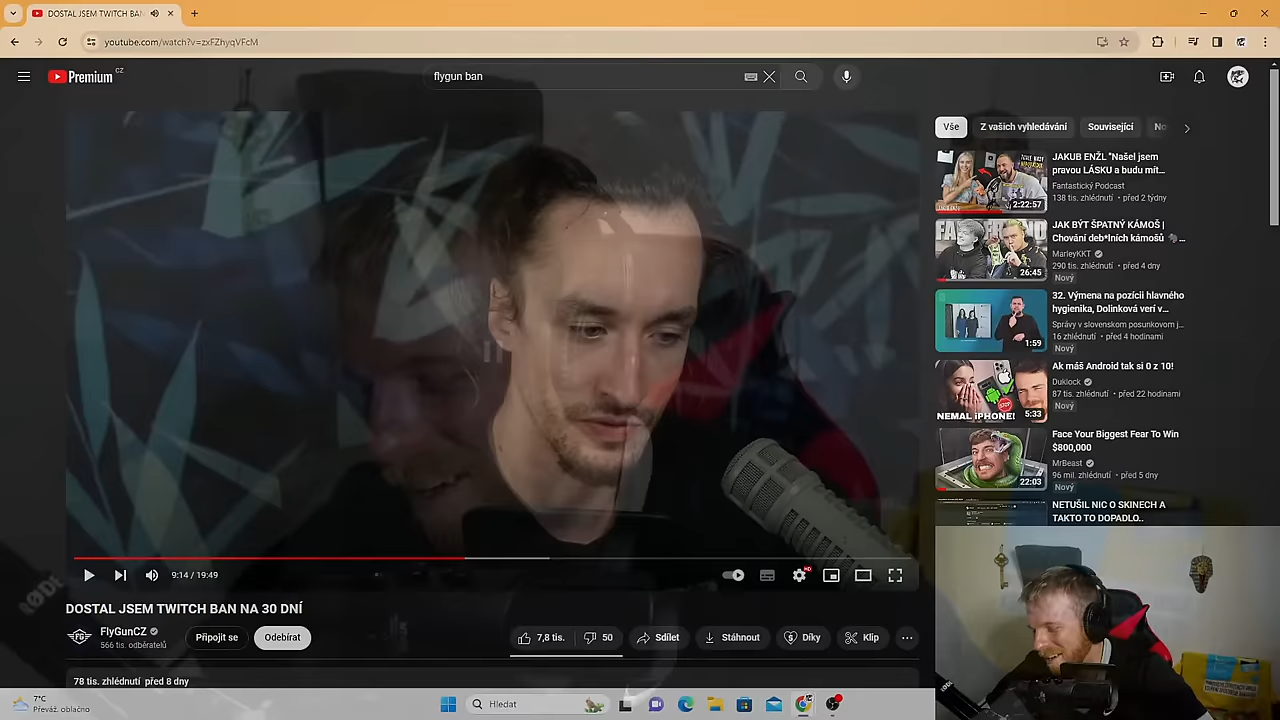 DOSTAL JSEM TWITCH BAN
youtube.com/watch?v=zxFZhyqVFcM
Premium CZ
flygun ban
Vše
Z vašich vyhledávání
Související
No
JAKUB ENŽL "Našel jsem
pravou LÁSKU a budu mít...
Fantastický Podcast
138 tis. zhlédnutí • před 2 týdny
2:22:57
JAK BÝT ŠPATNÝ KÁMOŠ |
Chování deb*lních kámošů
MarleyKKT
290 tis. zhlédnutí • před 4 dny
Nový
26:45
32. Výmena na pozícii hlavného
hygienika, Dolinková verí v...
Správy v slovenskom posunkovom j...
16 zhlédnutí • před 4 hodinami
Nový
1:59
Ak máš Android tak si 0 z 10!
Duklock
87 tis. zhlédnutí • před 22 hodinami
Nový
NEMAL iPHONE!
STOP
5:33
Face Your Biggest Fear To Win
$800,000
MrBeast
96 mil. zhlédnutí • před 5 dny
Nový
22:03
NETUŠIL NIC O SKINECH A
TAKTO TO DOPADLO..
9:14 / 19:49
HD
RØDE
DOSTAL JSEM TWITCH BAN NA 30 DNÍ
FG
FlyGunCZ
566 tis. odběratelů
Připojit se
Odebírat
7,8 tis.
50
Sdílet
Stáhnout
Díky
Klip
78 tis. zhlédnutí před 8 dny
7°C
Převáž. oblačno
Hledat